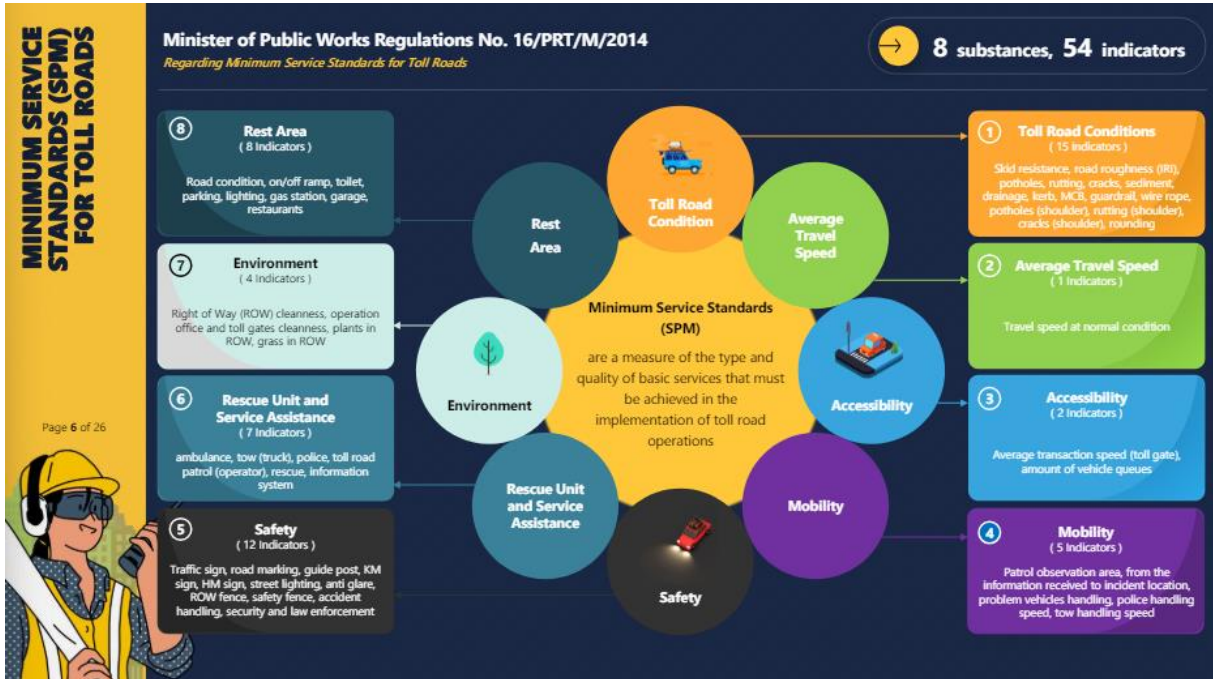 MINIMUM SERVICE
STANDARDS (SPM)
FOR TOLL ROADS
Page 6 of 26
Minister of Public Works Regulations No. 16/PRT/M/2014
Regarding Minimum Service Standards for Toll Roads
8 substances, 54 indicators
8
Rest Area
( 8 Indicators )
Road condition, on/off ramp, toilet,
parking, lighting, gas station, garage,
restaurants
7
Environment
( 4 Indicators )
Right of Way (ROW) cleanness, operation
office and toll gates cleanness, plants in
ROW, grass in ROW
6
Rescue Unit and
Service Assistance
( 7 Indicators )
ambulance, tow (truck), police, toll road
patrol (operator), rescue, information
system
5
Safety
( 12 Indicators )
Traffic sign, road marking, guide post, KM
sign, HM sign, street lighting, anti glare,
ROW fence, safety fence, accident
handling, security and law enforcement
Toll Road
Condition
Average
Travel
Speed
Accessibility
Mobility
Safety
Rescue Unit
and Service
Assistance
Environment
Rest
Area
Minimum Service Standards
(SPM)
are a measure of the type and
quality of basic services that must
be achieved in the
implementation of toll road
operations
1
Toll Road Conditions
( 15 Indicators )
Skid resistance, road roughness (IRI),
potholes, rutting, cracks, sediment,
drainage, kerb, MCB, guardrail, wire rope,
potholes (shoulder), rutting (shoulder),
cracks (shoulder), rounding
2
Average Travel Speed
( 1 Indicators )
Travel speed at normal condition
3
Accessibility
( 2 Indicators )
Average transaction speed (toll gate),
amount of vehicle queues
4
Mobility
( 5 Indicators )
Patrol observation area, from the
information received to incident location,
problem vehicles handling, police handling
speed, tow handling speed